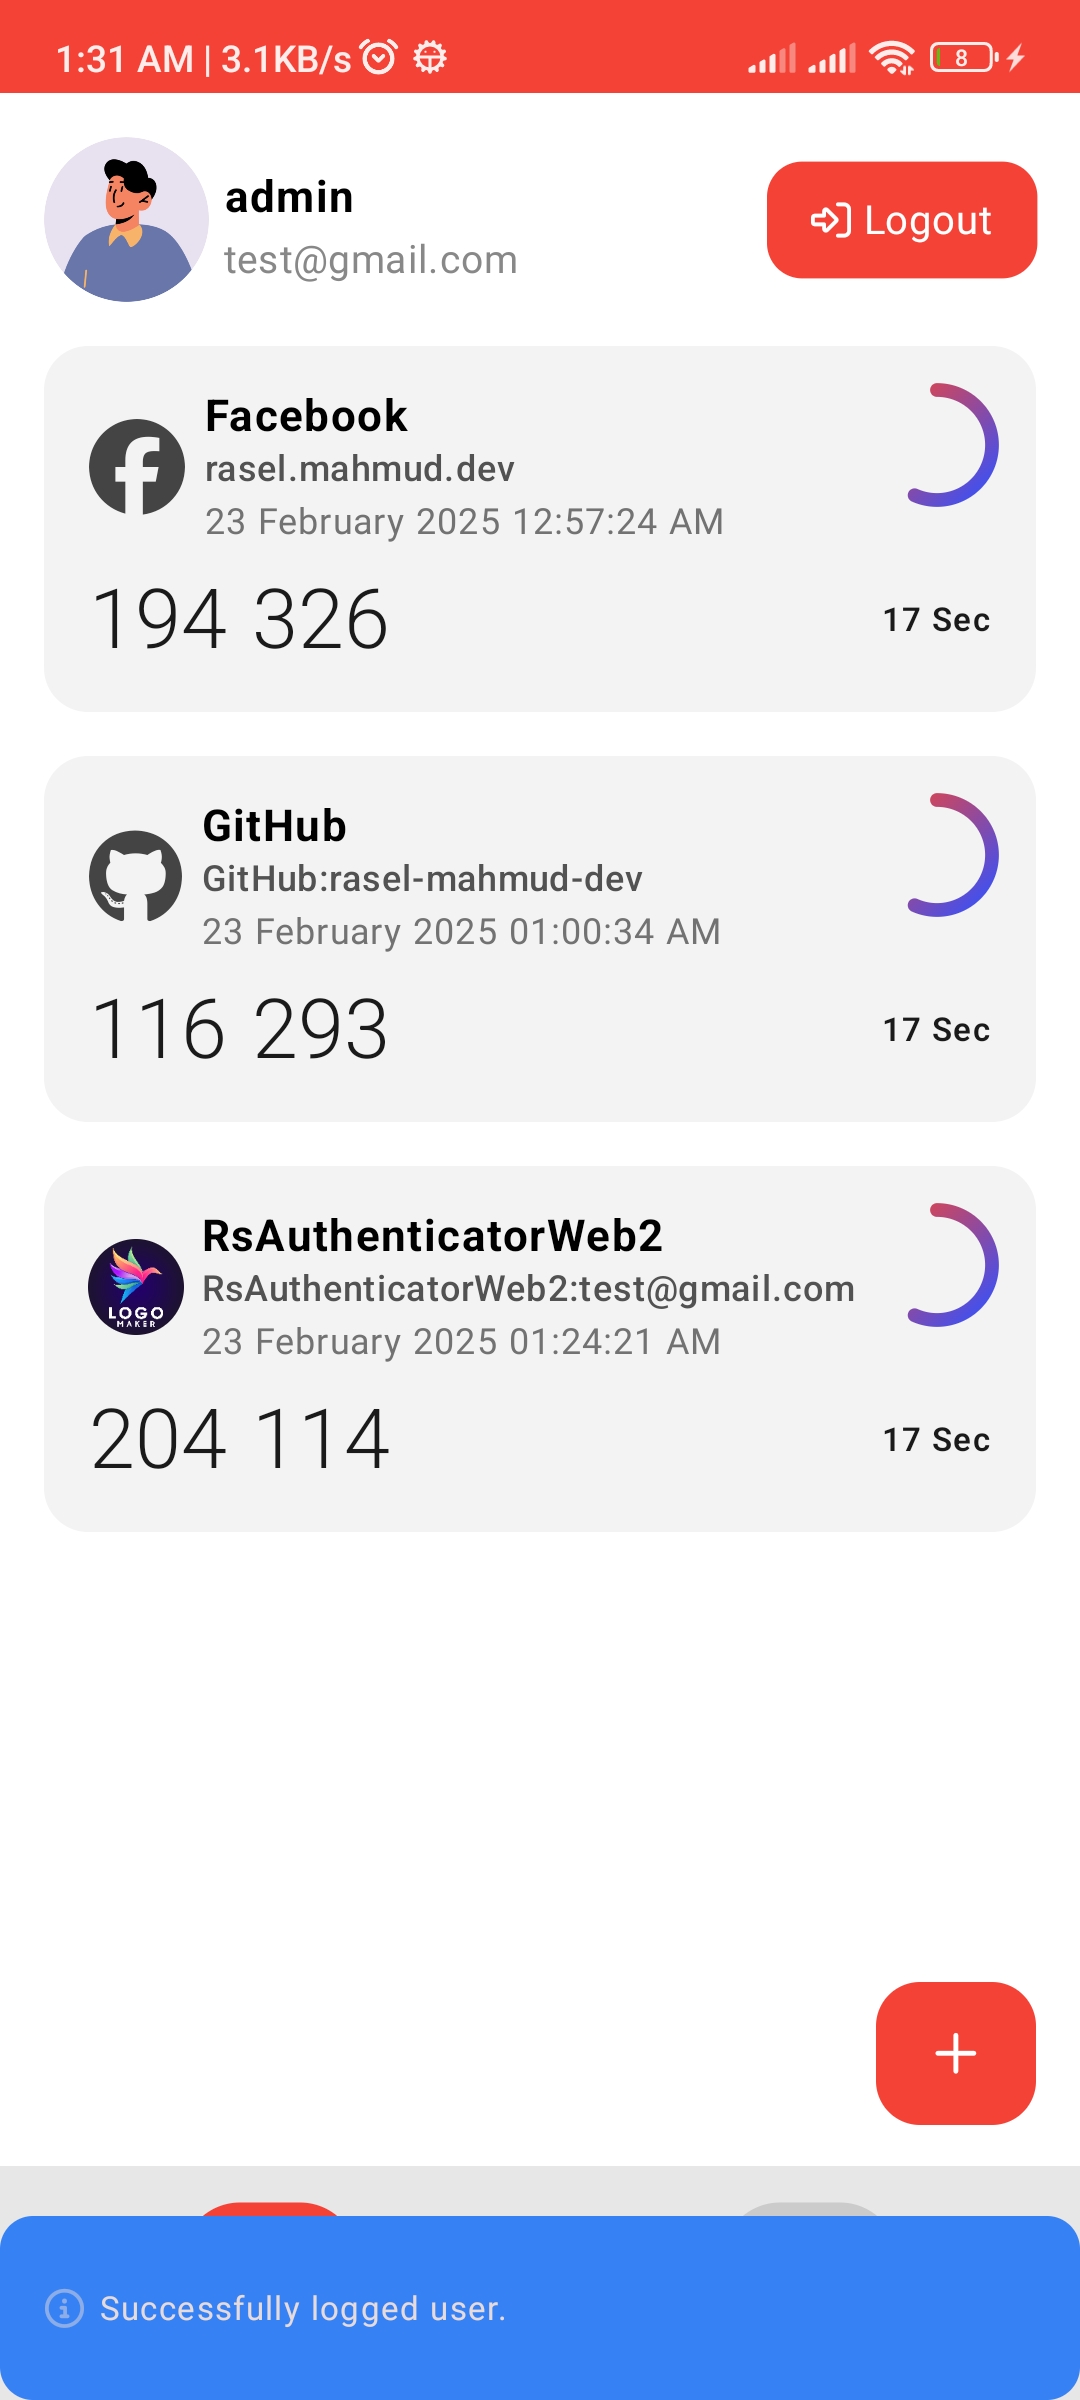 1:31 AM | 3.1KB/s
8
admin
test@gmail.com
Logout
Facebook
rasel.mahmud.dev
23 February 2025 12:57:24 AM
194 326
17 Sec
GitHub
GitHub:rasel-mahmud-dev
23 February 2025 01:00:34 AM
116 293
17 Sec
RsAuthenticatorWeb2
RsAuthenticatorWeb2:test@gmail.com
23 February 2025 01:24:21 AM
LOGO
MAKER
204 114
17 Sec
Successfully logged user.